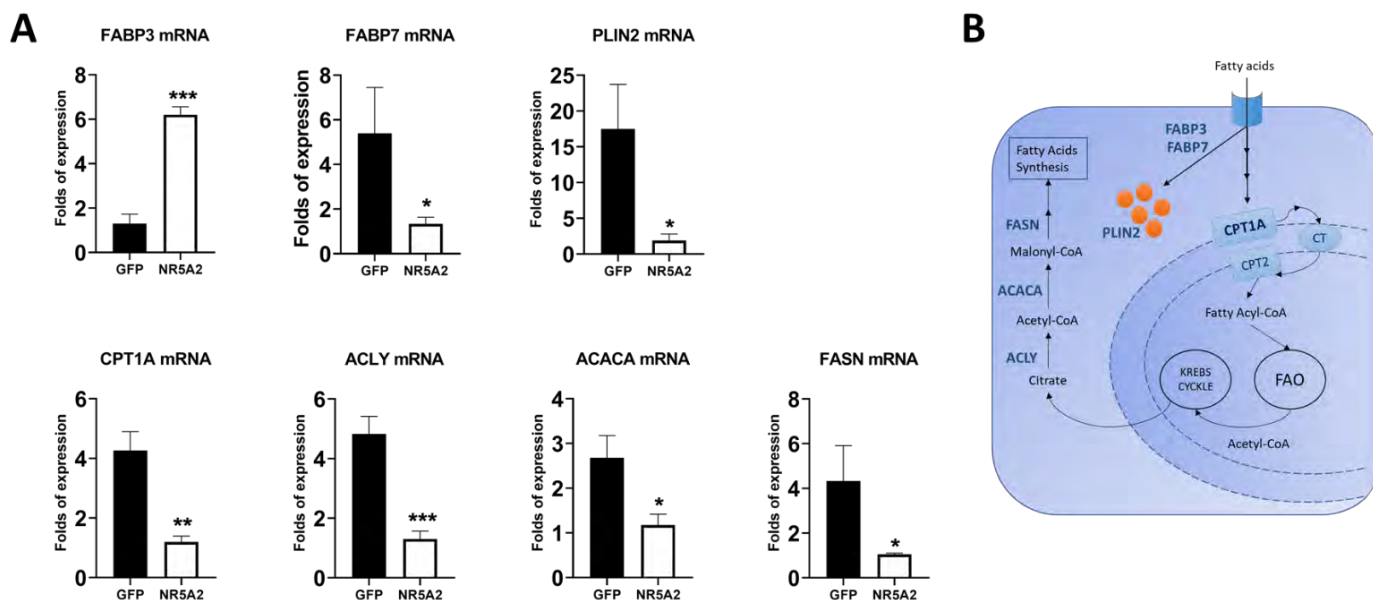 A
FABP3 mRNA
Folds of expression
8
6
4
2
0
***
GFP
NR5A2
FABP7 mRNA
Folds of expression
8
6
4
2
0
*
GFP
NR5A2
PLIN2 mRNA
Folds of expression
25
20
15
10
5
0
*
GFP
NR5A2
CPT1A mRNA
Folds of expression
6
4
2
0
**
GFP
NR5A2
ACLY mRNA
Folds of expression
6
4
2
0
***
GFP
NR5A2
ACACA mRNA
Folds of expression
4
3
2
1
0
*
GFP
NR5A2
FASN mRNA
Folds of expression
8
6
4
2
0
*
GFP
NR5A2
B
Fatty acids
FABP3
FABP7
Fatty Acids
Synthesis
FASN
PLIN2
CPT1A
CT
Malonyl-CoA
CPT2
ACACA
Fatty Acyl-CoA
Acetyl-CoA
ACLY
Citrate
KREBS
CYCKLE
FAO
Acetyl-CoA